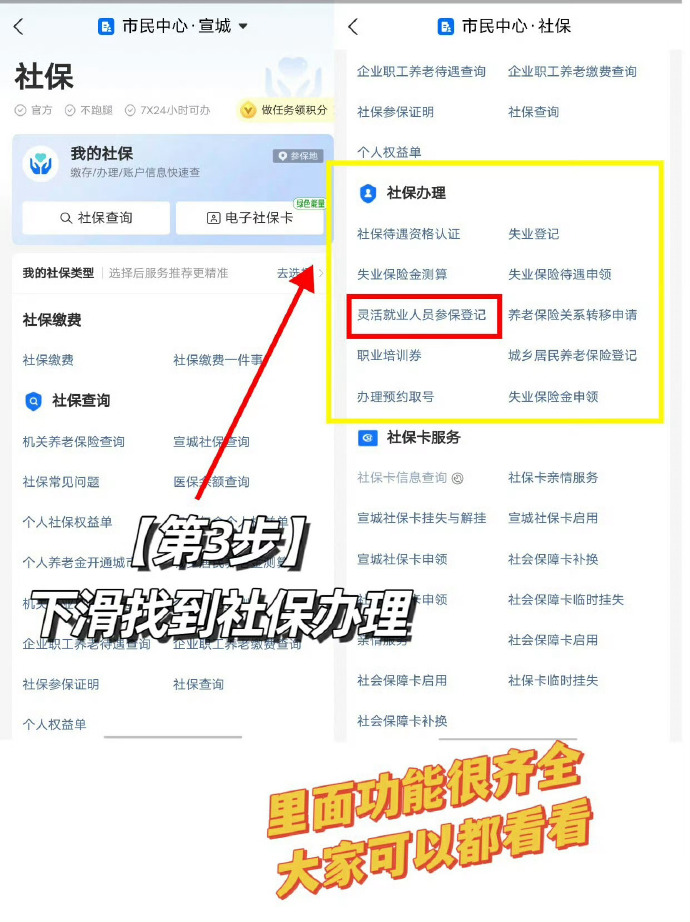 市民中心·宣城
社保
官方 不跑腿 7X24小时可办
做任务领积分
我的社保
缴存/办理/账户信息快速查
参保地
社保查询
电子社保卡
绿色能量
我的社保类型 选择后服务推荐更精准
社保缴费
社保缴费 社保缴费一件事
社保查询
机关养老保险查询 宣城社保查询
社保常见问题
个人社保权益单
个人养老金开通城市
企业职工养老待遇查询 企业职工养老缴费查询
社保参保证明 社保查询
个人权益单
【第3步】
下滑找到社保办理
市民中心·社保
企业职工养老待遇查询 企业职工养老缴费查询
社保参保证明 社保查询
个人权益单
社保办理
社保待遇资格认证 失业登记
失业保险金测算 失业保险待遇申领
灵活就业人员参保登记 养老保险关系转移申请
职业培训券 城乡居民养老保险登记
办理预约取号 失业保险金申领
社保卡服务
社保卡信息查询 社保卡亲情服务
宣城社保卡挂失与解挂 宣城社保卡启用
宣城社保卡申领 社会保障卡补换
申领 社会保障卡临时挂失
亲情服务 社会保障卡启用
社会保障卡启用 社保卡临时挂失
社会保障卡补换
里面功能很齐全
大家可以都看看